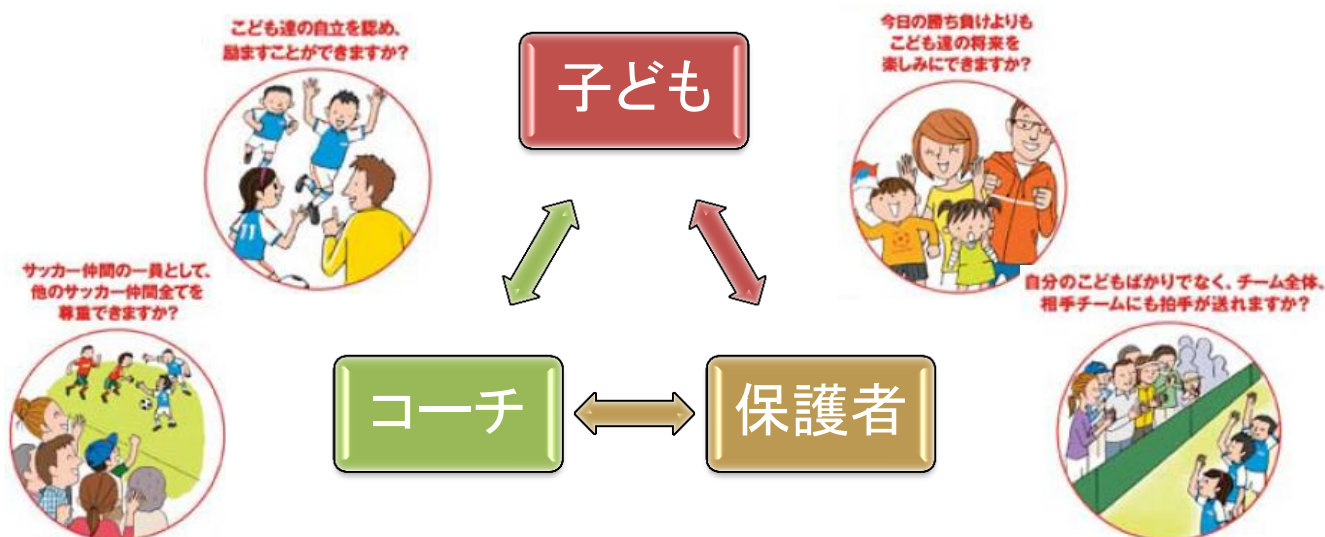 こども達の自立を認め、
励ますことができますか?
子ども
今日の勝ち負けよりも
こども達の将来を
楽しみにできますか?
11
サッカー仲間の一員として、
他のサッカー仲間全てを
尊重できますか?
自分のこどもばかりでなく、チーム全体、
相手チームにも拍手が送れますか?
コーチ
保護者